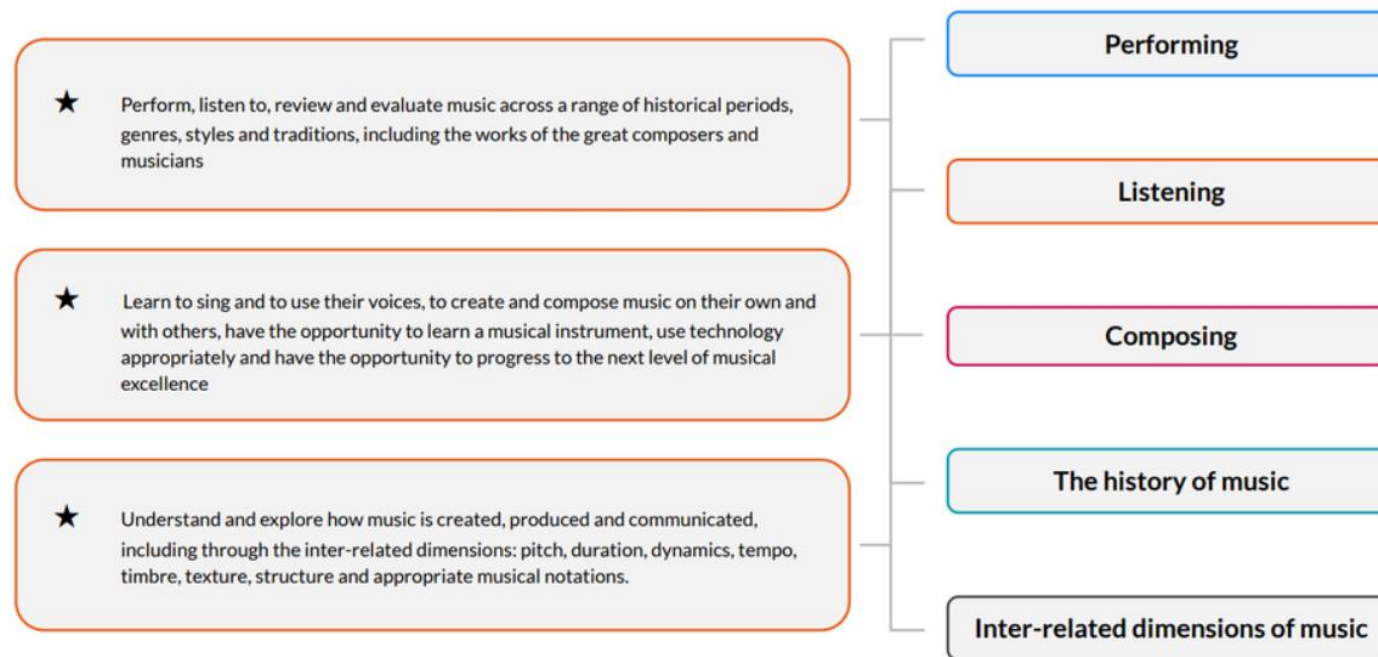 ★ Perform, listen to, review and evaluate music across a range of historical periods,
genres, styles and traditions, including the works of the great composers and
musicians
★ Learn to sing and to use their voices, to create and compose music on their own and
with others, have the opportunity to learn a musical instrument, use technology
appropriately and have the opportunity to progress to the next level of musical
excellence
★ Understand and explore how music is created, produced and communicated,
including through the inter-related dimensions: pitch, duration, dynamics, tempo,
timbre, texture, structure and appropriate musical notations.
Performing
Listening
Composing
The history of music
Inter-related dimensions of music